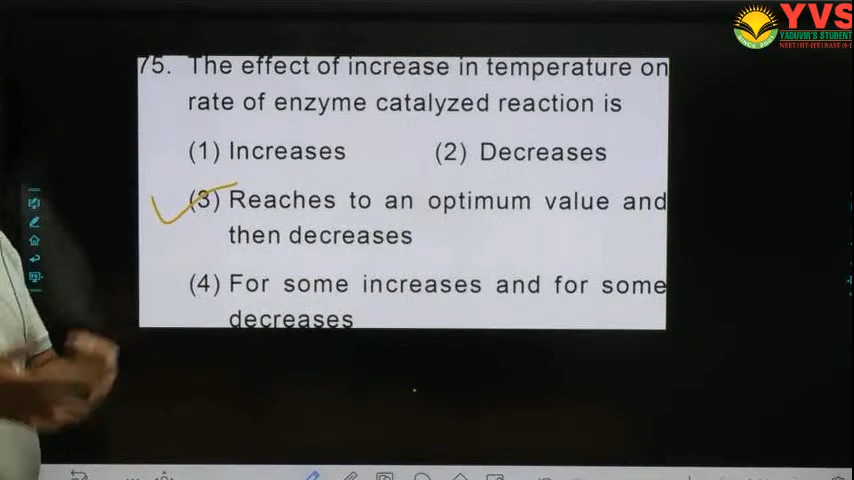 YVS
YADUVIR'S STUDENT
SINCE 2001
75. The effect of increase in temperature on
rate of enzyme catalyzed reaction is
(1) Increases (2) Decreases
(3) Reaches to an optimum value and
then decreases
(4) For some increases and for some
decreases